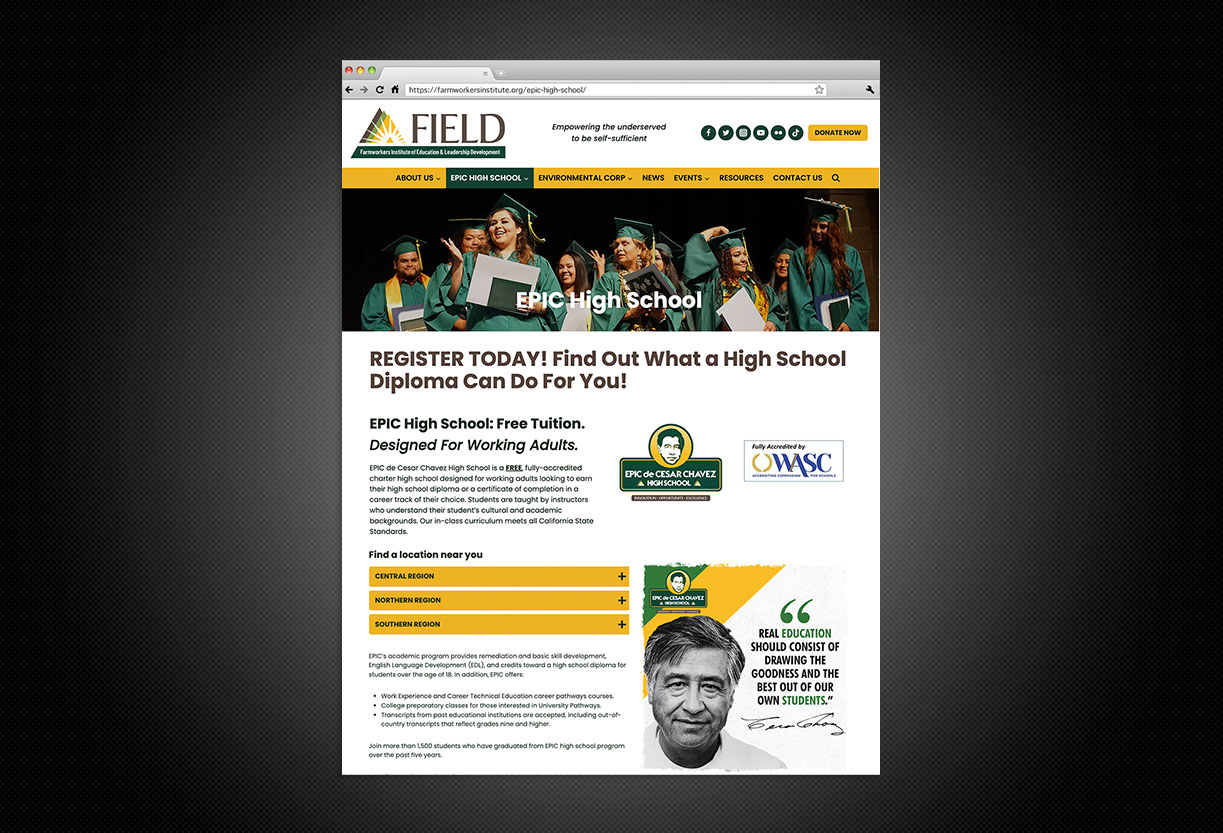 https://farmworkersinstitute.org/epic-high-school/
FIELD
Farmworkers Institute of Education & Leadership Development
Empowering the underserved
to be self-sufficient
DONATE NOW
ABOUT US EPIC HIGH SCHOOL ENVIRONMENTAL CORP NEWS EVENTS RESOURCES CONTACT US
EPIC High School
REGISTER TODAY! Find Out What a High School
Diploma Can Do For You!
EPIC High School: Free Tuition.
Designed For Working Adults.
EPIC de Cesar Chavez High School is a FREE, fully-accredited
charter high school designed for working adults looking to earn
their high school diploma or a certificate of completion in a
career track of their choice. Students are taught by instructors
who understand their student's cultural and academic
backgrounds. Our in-class curriculum meets all California State
Standards.
EPIC de CESAR CHAVEZ
HIGH SCHOOL
INNOVATION · OPPORTUNITY · EXCELLENCE
Fully Accredited by
WASC
ACCREDITING COMMISSION FOR SCHOOLS
Find a location near you
CENTRAL REGION
NORTHERN REGION
SOUTHERN REGION
EPIC's academic program provides remediation and basic skill development,
English Language Development (EDL), and credits toward a high school diploma for
students over the age of 18. In addition, EPIC offers:
• Work Experience and Career Technical Education career pathways courses.
• College preparatory classes for those interested in University Pathways.
• Transcripts from past educational institutions are accepted, including out-of-
country transcripts that reflect grades nine and higher.
Join more than 1,500 students who have graduated from EPIC high school program
over the past five years.
EPIC de CESAR CHAVEZ
HIGH SCHOOL
“
REAL EDUCATION
SHOULD CONSIST OF
DRAWING THE
GOODNESS AND THE
BEST OUT OF OUR
OWN STUDENTS.”
Cesar Chavez